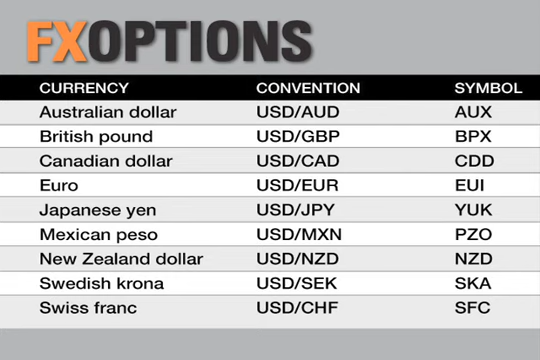 FXOPTIONS
CURRENCY CONVENTION SYMBOL
Australian dollar USD/AUD AUX
British pound USD/GBP BPX
Canadian dollar USD/CAD CDD
Euro USD/EUR EUI
Japanese yen USD/JPY YUK
Mexican peso USD/MXN PZO
New Zealand dollar USD/NZD NZD
Swedish krona USD/SEK SKA
Swiss franc USD/CHF SFC